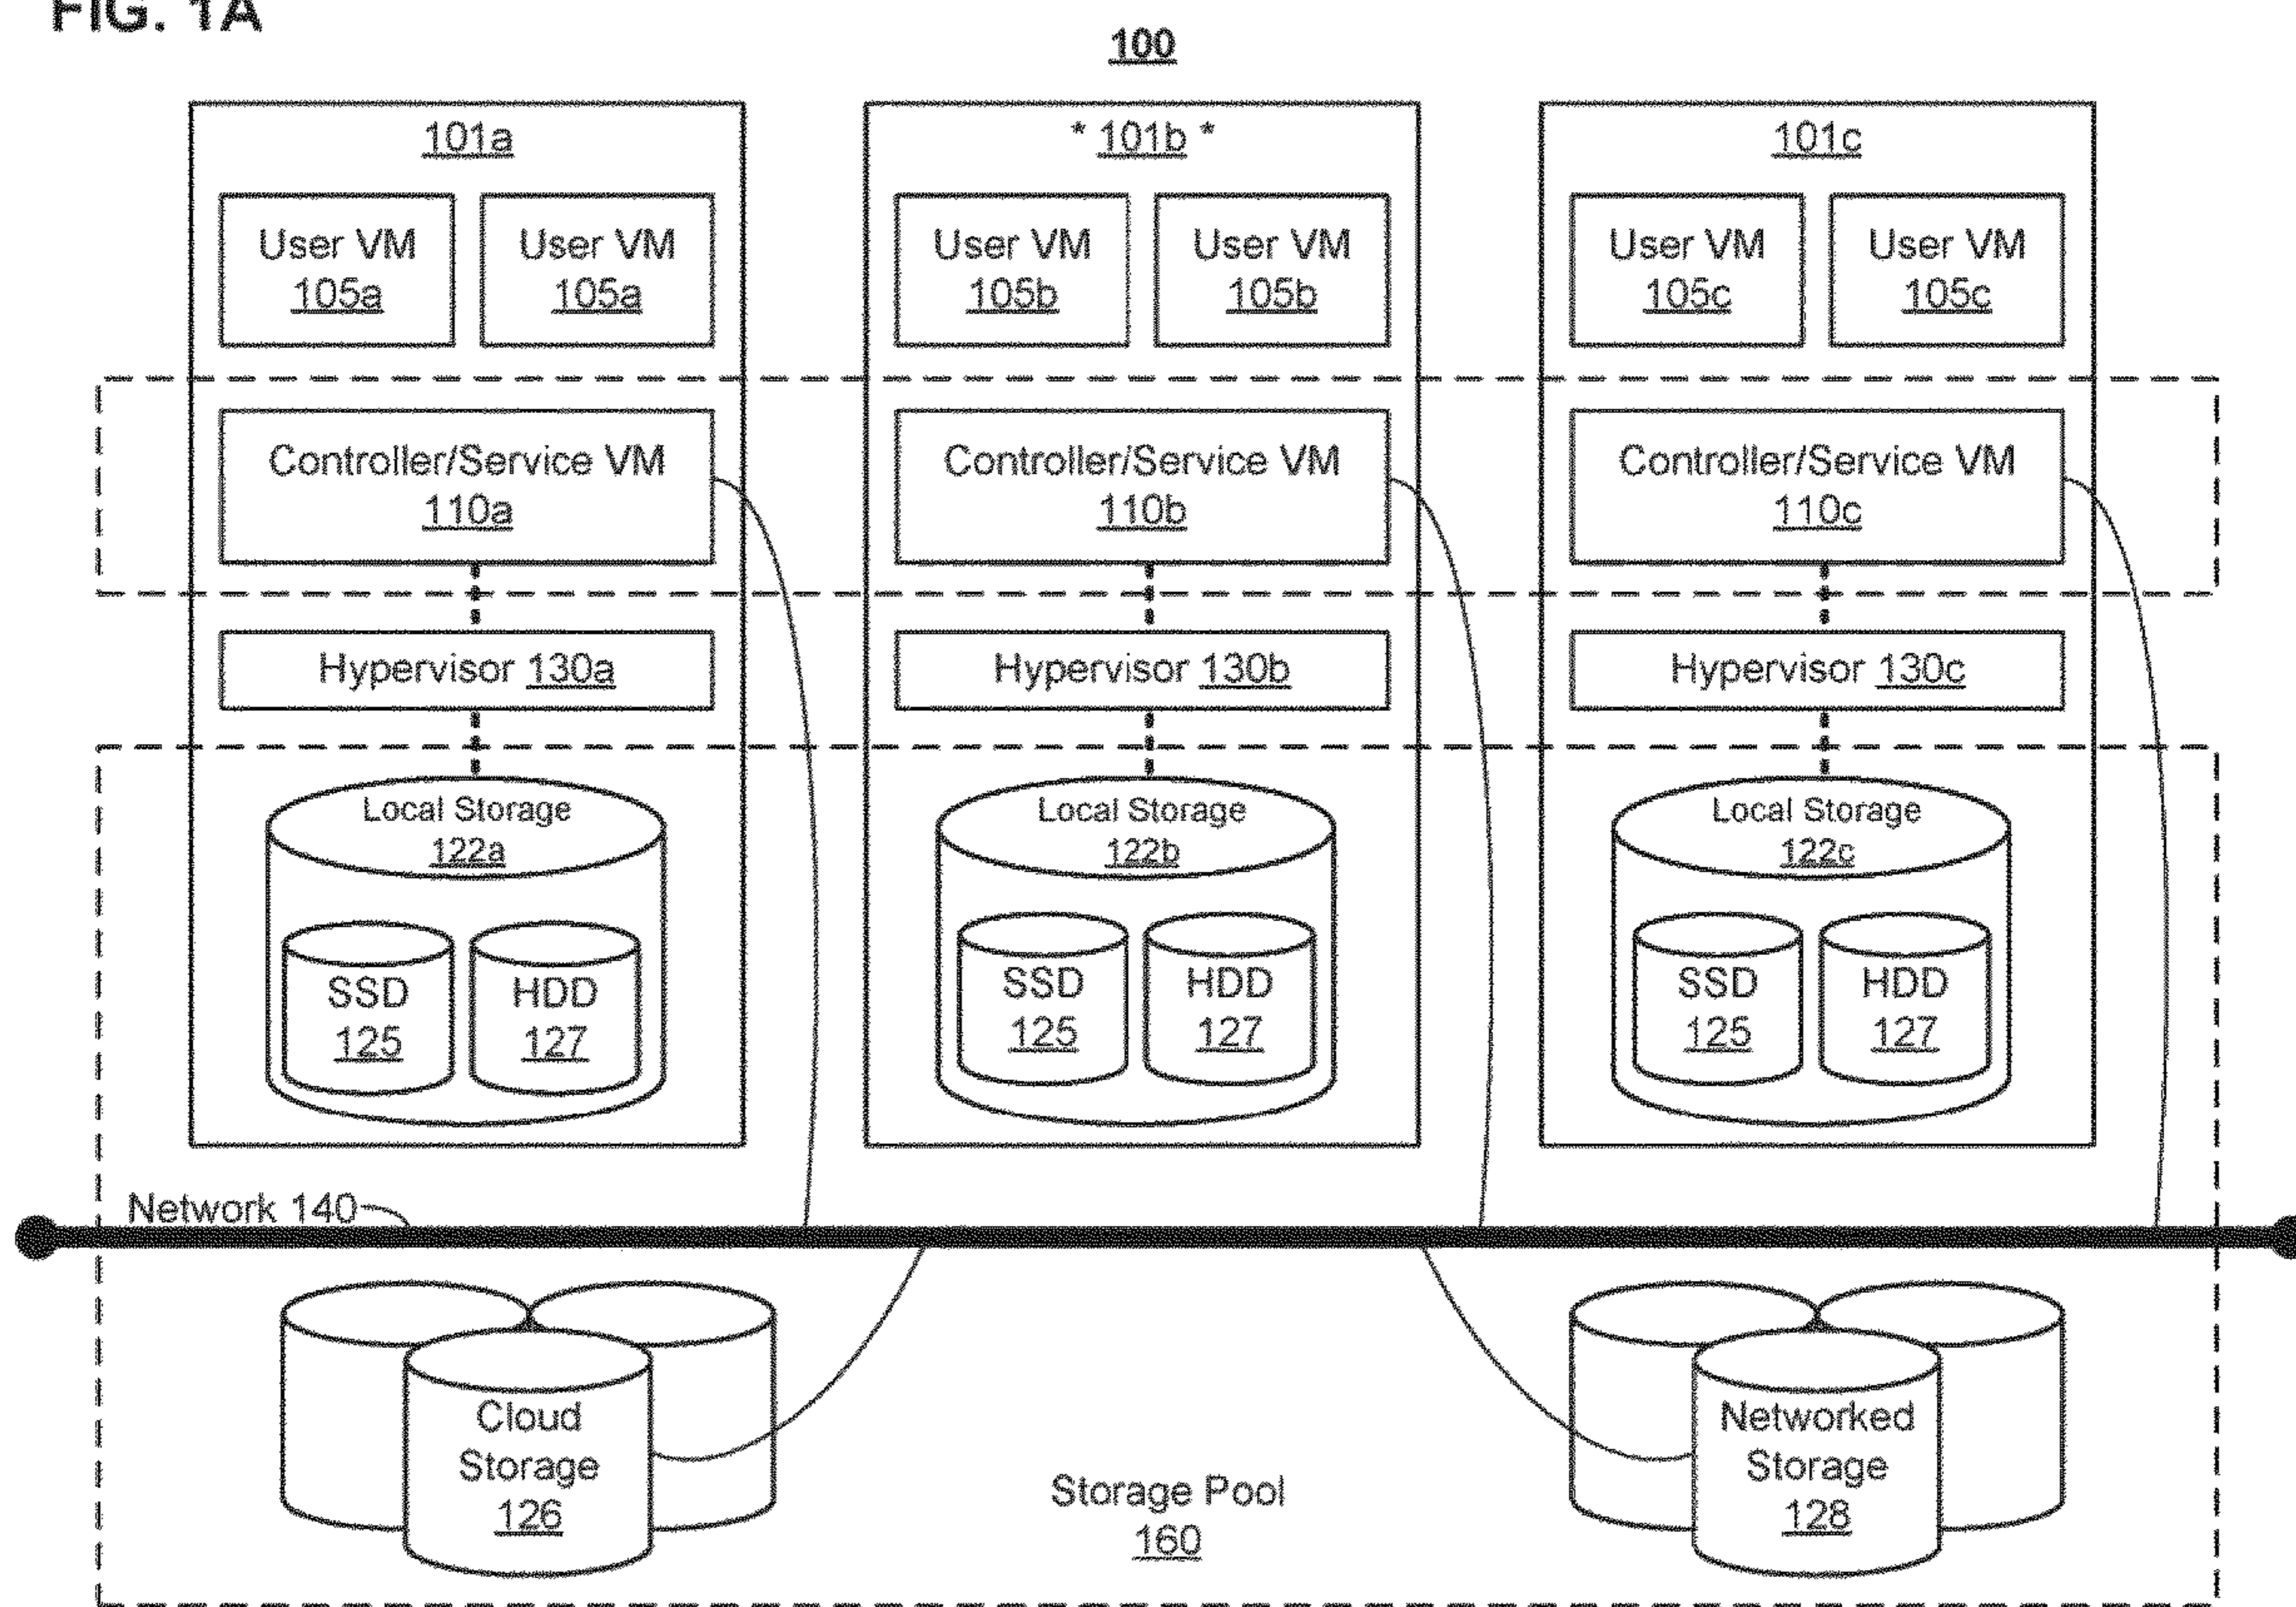 FIG. 1A
100
101a
* 101b *
101c
User VM
105a
User VM
105a
User VM
105b
User VM
105b
User VM
105c
User VM
105c
Controller/Service VM
110a
Controller/Service VM
110b
Controller/Service VM
110c
Hypervisor 130a
Hypervisor 130b
Hypervisor 130c
Local Storage
122a
Local Storage
122b
Local Storage
122c
SSD
125
HDD
127
SSD
125
HDD
127
SSD
125
HDD
127
Network 140
Cloud
Storage
126
Storage Pool
160
Networked
Storage
128